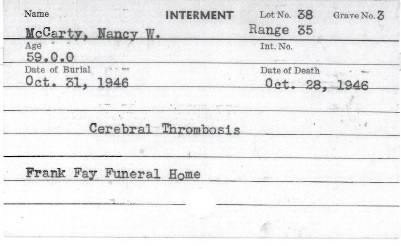 Name INTERMENT Lot No. 38 Grave No. 3
McCarty, Nancy W. Range 35
Age Int. No.
59.0.0
Date of Burial Date of Death
Oct. 31, 1946 Oct. 28, 1946
Cerebral Thrombosis
Frank Fay Funeral Home